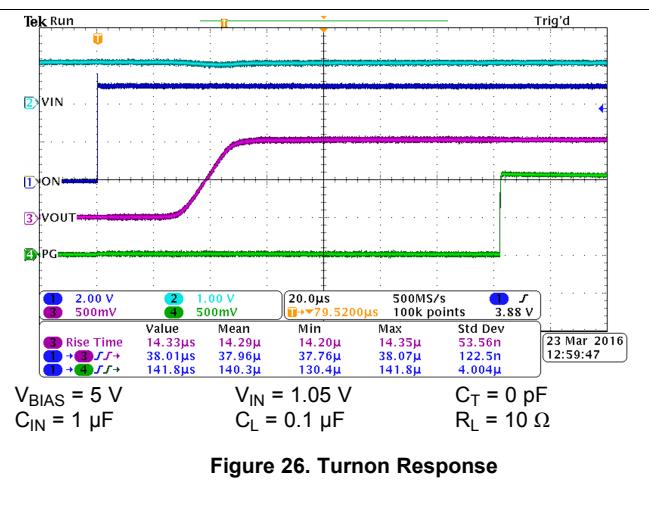 Tek Run Trig'd
T
T
2 VIN
1 ON
3 VOUT
4 PG
1 2.00 V 2 1.00 V 20.0µs 500MS/s 1
3 500mV 4 500mV T→▼79.5200µs 100k points 3.88 V
Value Mean Min Max Std Dev
3 Rise Time 14.33µs 14.29µ 14.20µ 14.35µ 53.56n
1 → 3 38.01µs 37.96µ 37.76µ 38.07µ 122.5n
1 → 4 141.8µs 140.3µ 130.4µ 141.8µ 4.004µ
23 Mar 2016
12:59:47
VBIAS = 5 V VIN = 1.05 V CT = 0 pF
CIN = 1 µF CL = 0.1 µF RL = 10 Ω
Figure 26. Turnon Response